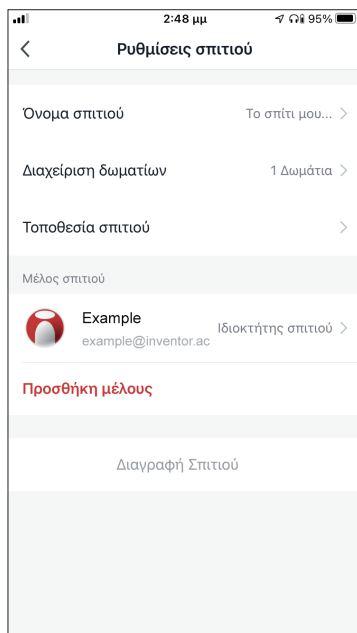 2:48 μμ
95%
Ρυθμίσεις σπιτιού
Όνομα σπιτιού
Το σπίτι μου...
Διαχείριση δωματίων
1 Δωμάτια
Τοποθεσία σπιτιού
Μέλος σπιτιού
Example
Ιδιοκτήτης σπιτιού
example@inventor.ac
Προσθήκη μέλους
Διαγραφή Σπιτιού